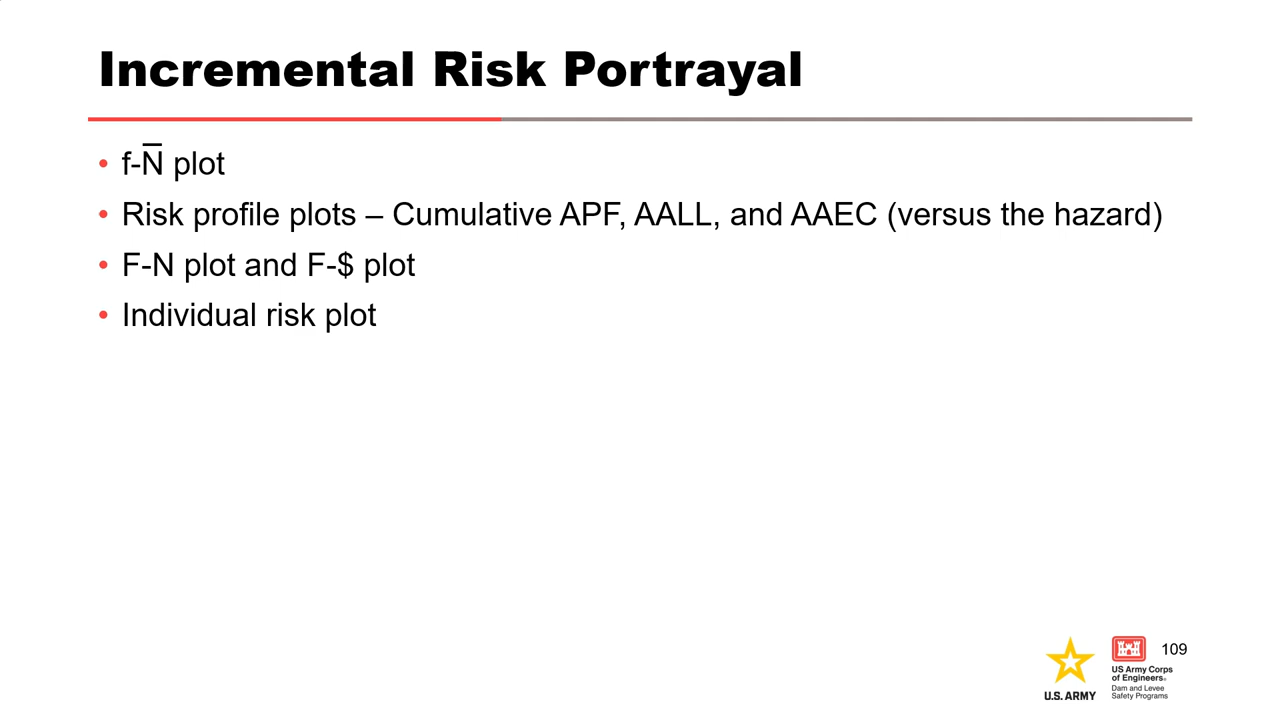 Incremental Risk Portrayal
• f-N̅ plot
• Risk profile plots – Cumulative APF, AALL, and AAEC (versus the hazard)
• F-N plot and F-$ plot
• Individual risk plot
109
U.S. ARMY
US Army Corps
of Engineers®
Dam and Levee
Safety Programs